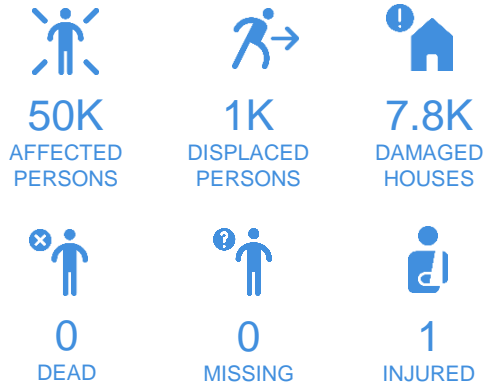 50K
AFFECTED
PERSONS
1K
DISPLACED
PERSONS
7.8K
DAMAGED
HOUSES
0
DEAD
0
MISSING
1
INJURED